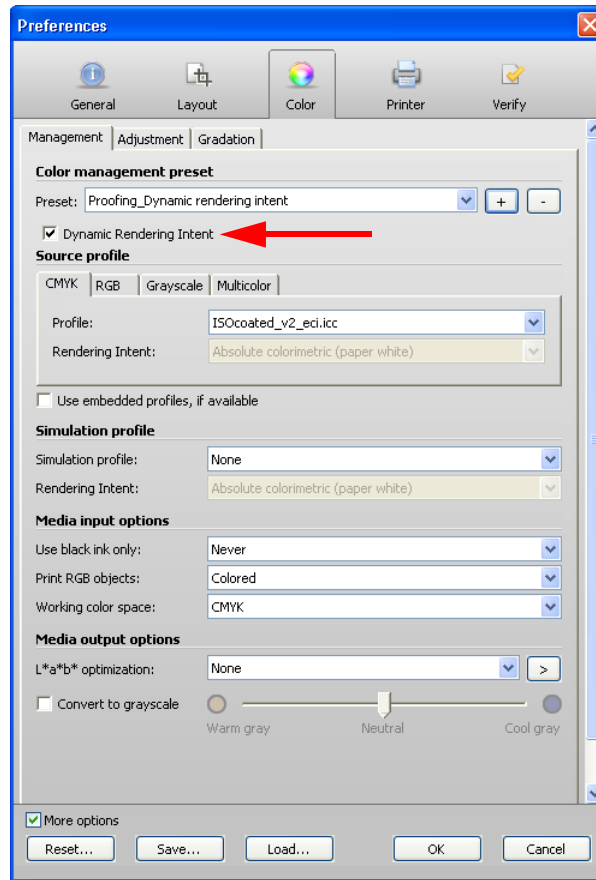 Preferences
General Layout Color Printer Verify
Management Adjustment Gradation
Color management preset
Preset: Proofing_Dynamic rendering intent + -
Dynamic Rendering Intent
Source profile
CMYK RGB Grayscale Multicolor
Profile: ISOcoated_v2_eci.icc
Rendering Intent: Absolute colorimetric (paper white)
Use embedded profiles, if available
Simulation profile
Simulation profile: None
Rendering Intent: Absolute colorimetric (paper white)
Media input options
Use black ink only: Never
Print RGB objects: Colored
Working color space: CMYK
Media output options
L*a*b* optimization: None >
Convert to grayscale
Warm gray Neutral Cool gray
More options
Reset... Save... Load... OK Cancel